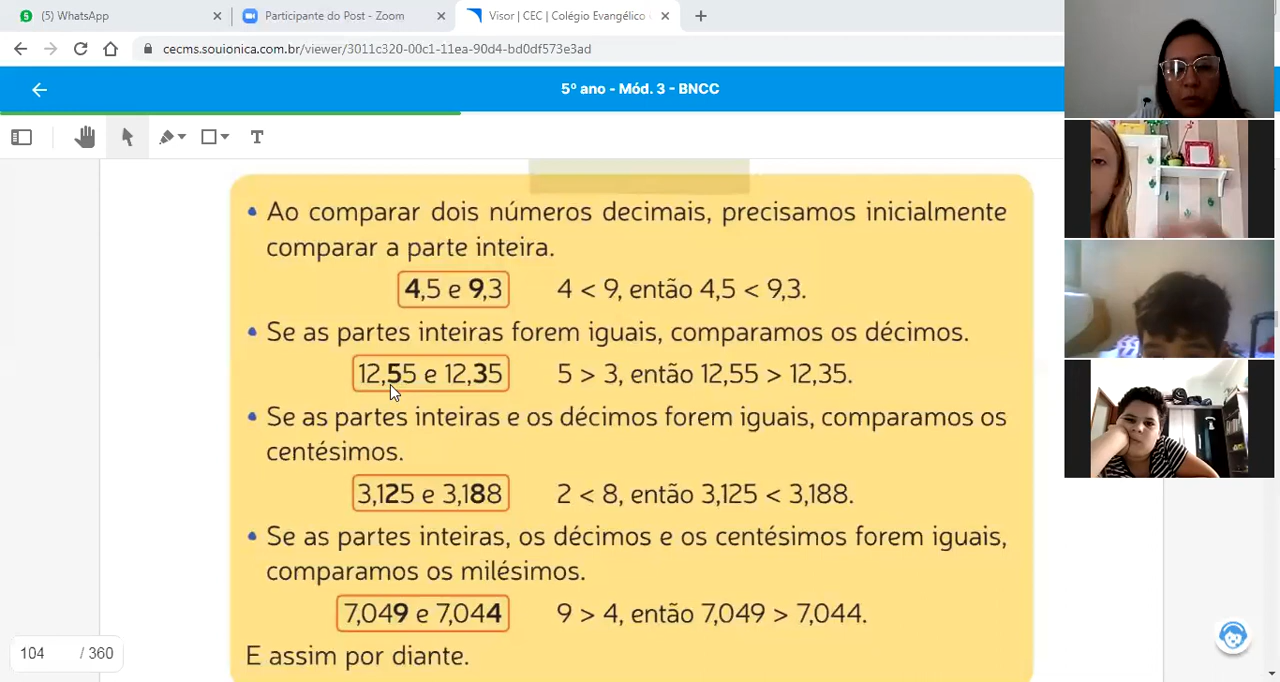 (5) WhatsApp
Participante do Post - Zoom
Visor | CEC | Colégio Evangélico
cecms.souionica.com.br/viewer/3011c320-00c1-11ea-90d4-bd0df573e3ad
5º ano - Mód. 3 - BNCC
T
• Ao comparar dois números decimais, precisamos inicialmente
comparar a parte inteira.
4,5 e 9,3 4 < 9, então 4,5 < 9,3.
• Se as partes inteiras forem iguais, comparamos os décimos.
12,55 e 12,35 5 > 3, então 12,55 > 12,35.
• Se as partes inteiras e os décimos forem iguais, comparamos os
centésimos.
3,125 e 3,188 2 < 8, então 3,125 < 3,188.
• Se as partes inteiras, os décimos e os centésimos forem iguais,
comparamos os milésimos.
7,049 e 7,044 9 > 4, então 7,049 > 7,044.
E assim por diante.
104 / 360